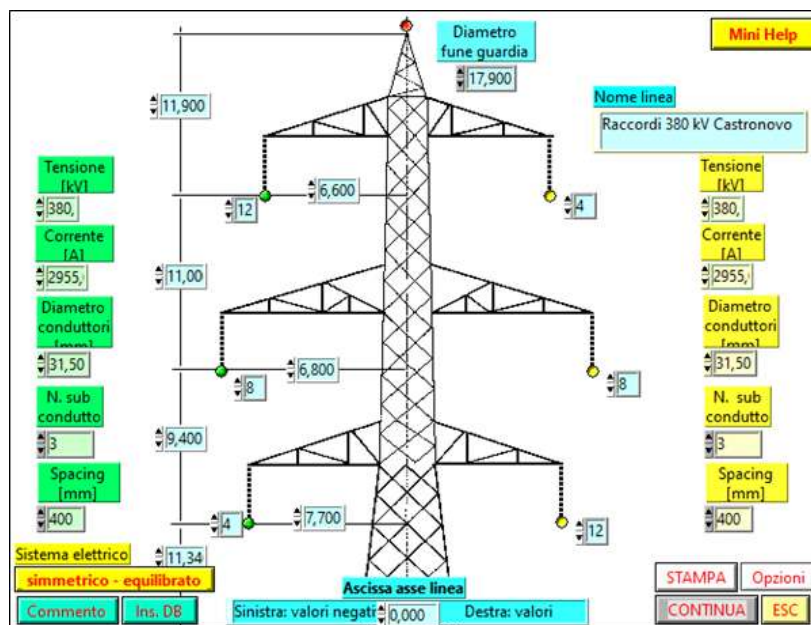 Diametro
fune guardia
17,900
Mini Help
11,900
Nome linea
Raccordi 380 kV Castronovo
Tensione
[kV]
380,
Tensione
[kV]
380,
12
6,600
4
Corrente
[A]
2955,
Corrente
[A]
2955,
11,00
Diametro
conduttori
[mm]
31,50
Diametro
conduttori
[mm]
31,50
8
6,800
8
N. sub
condutto
3
N. sub
condutto
3
9,400
Spacing
[mm]
400
Spacing
[mm]
400
4
7,700
12
Sistema elettrico
11,34
simmetrico - equilibrato
Ascissa asse linea
STAMPA
Opzioni
Commento
Ins. DB
Sinistra: valori negati
0,000
Destra: valori
CONTINUA
ESC